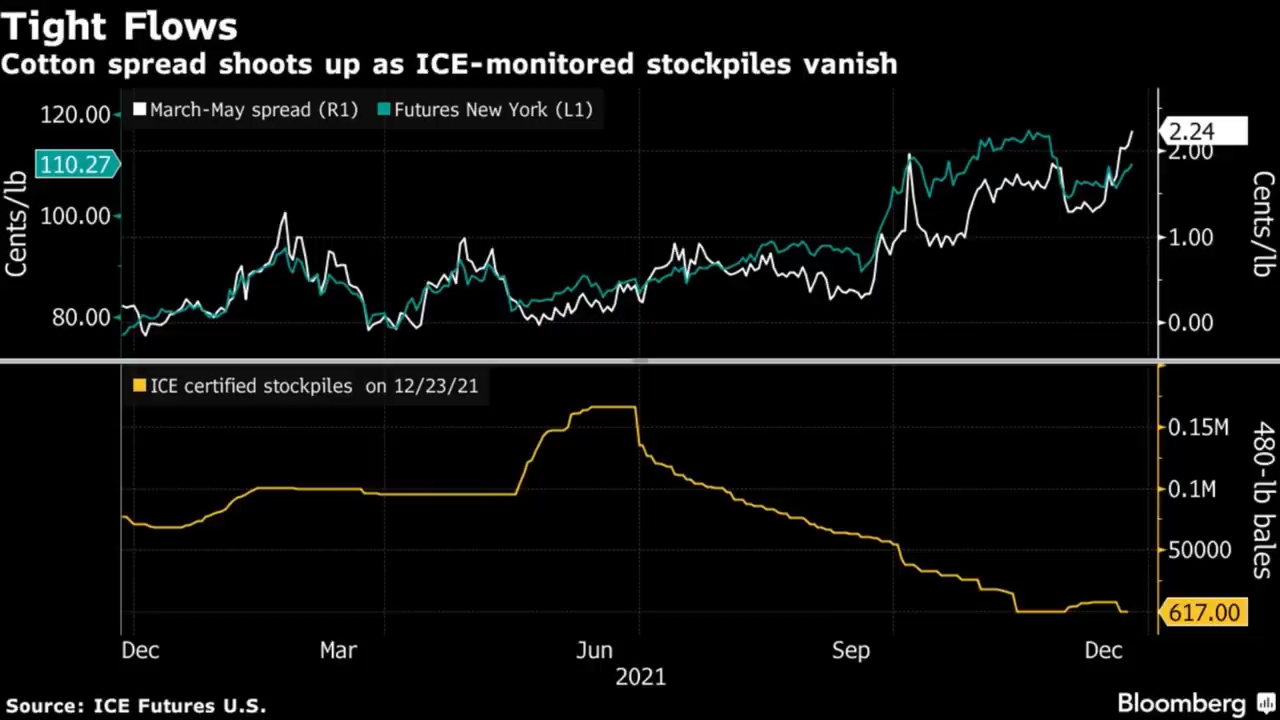 Tight Flows
Cotton spread shoots up as ICE-monitored stockpiles vanish
March-May spread (R1) Futures New York (L1)
120.00
110.27
100.00
80.00
Cents/lb
2.24
2.00
1.00
0.00
Cents/lb
ICE certified stockpiles on 12/23/21
0.15M
0.1M
50000
617.00
480-lb bales
Dec Mar Jun Sep Dec
2021
Source: ICE Futures U.S.
Bloomberg